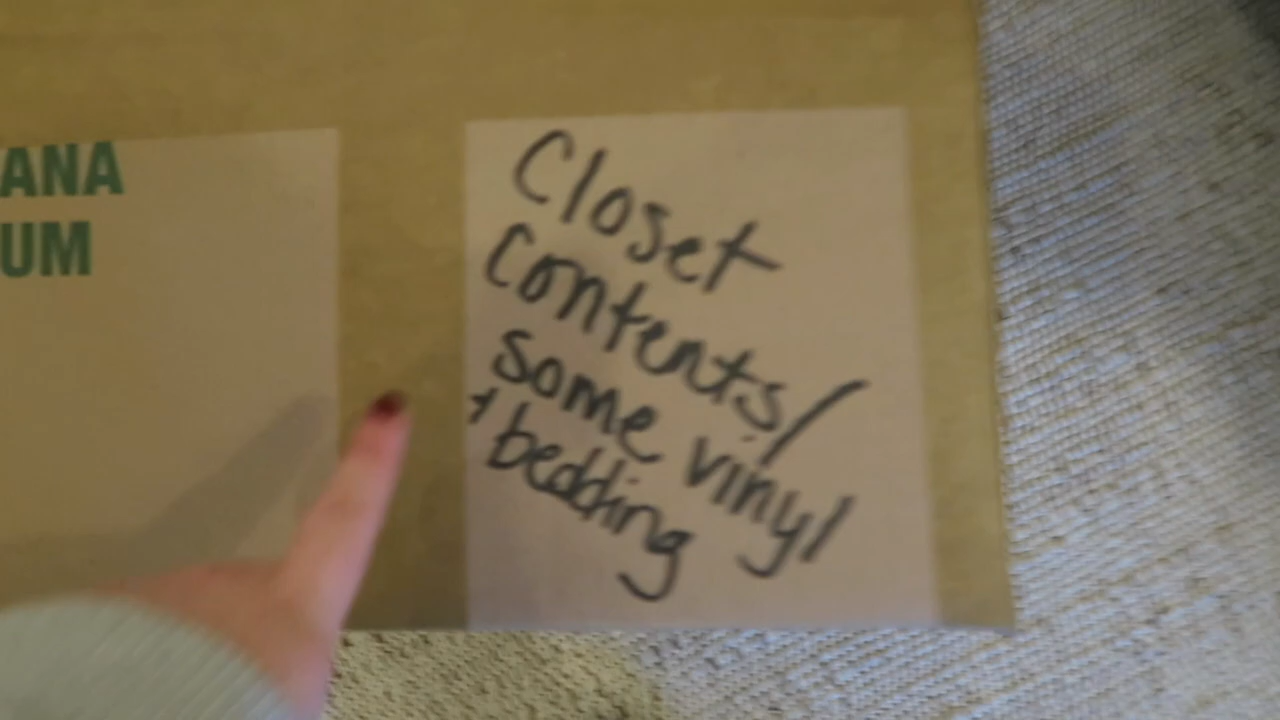 ANA
UM
Closet
Contents/
some vinyl
+ bedding